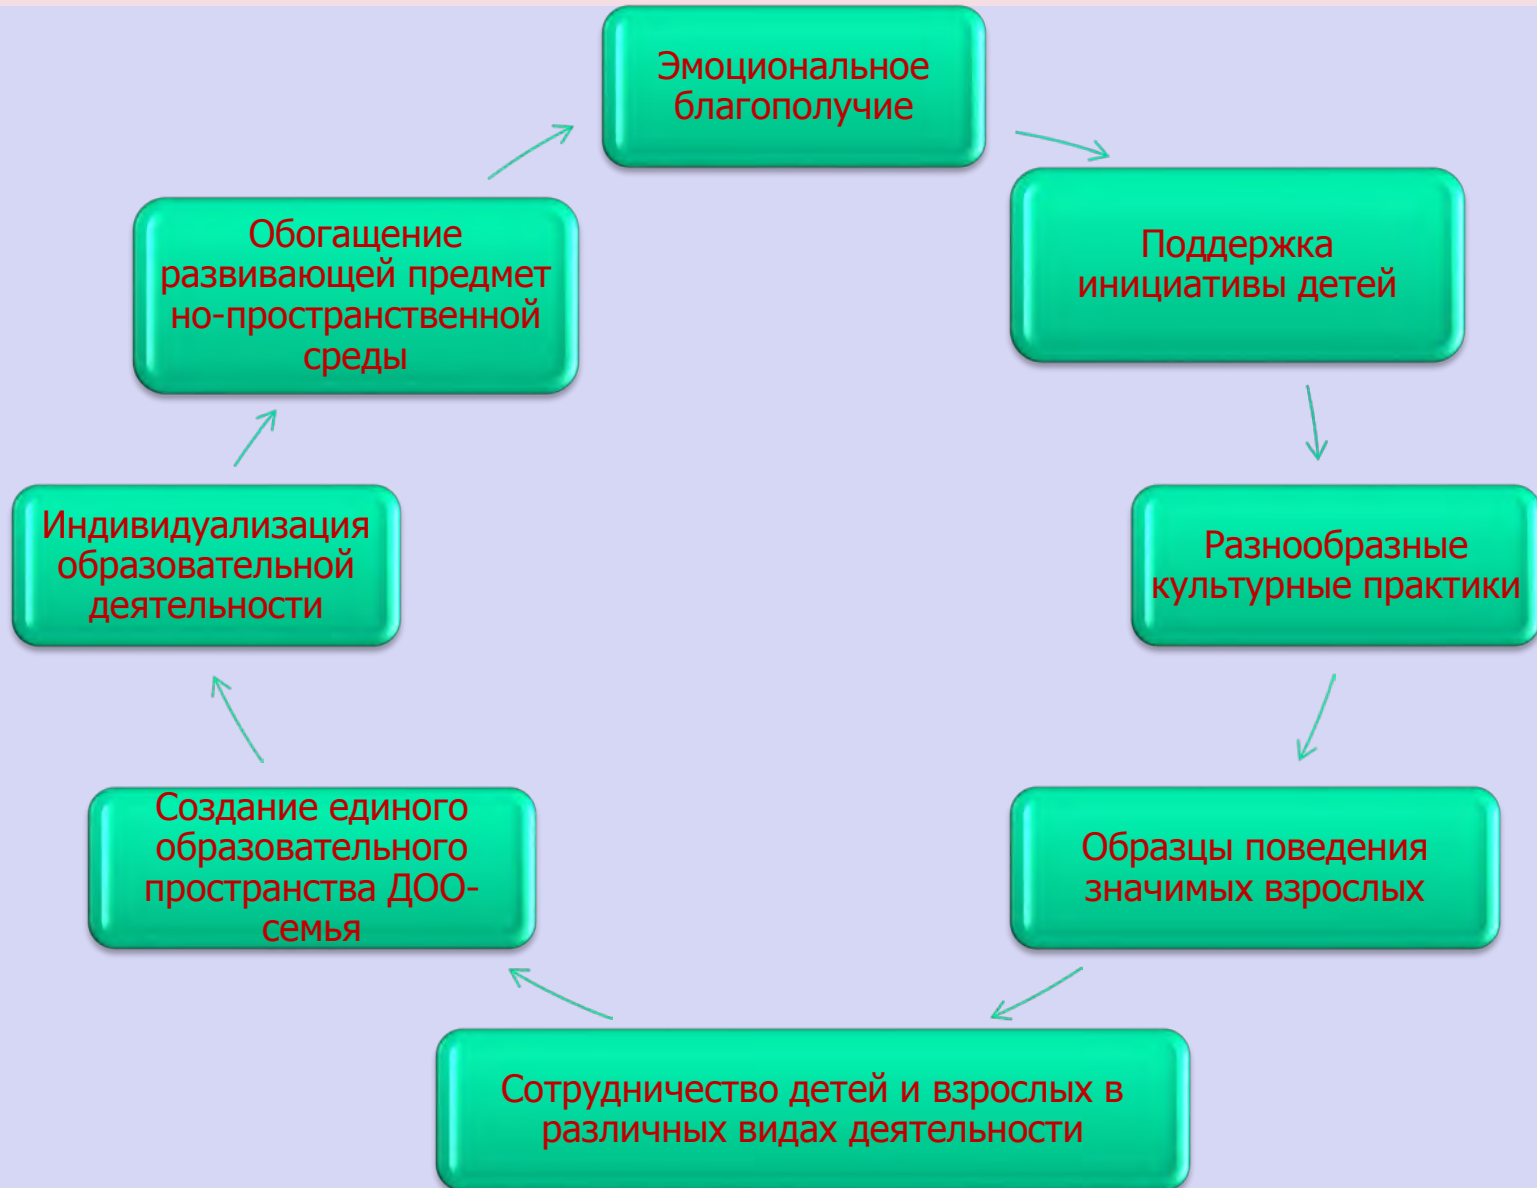 Эмоциональное
благополучие
Поддержка
инициативы детей
Разнообразные
культурные практики
Образцы поведения
значимых взрослых
Сотрудничество детей и взрослых в
различных видах деятельности
Создание единого
образовательного
пространства ДОО-
семья
Индивидуализация
образовательной
деятельности
Обогащение
развивающей предмет
но-пространственной
среды